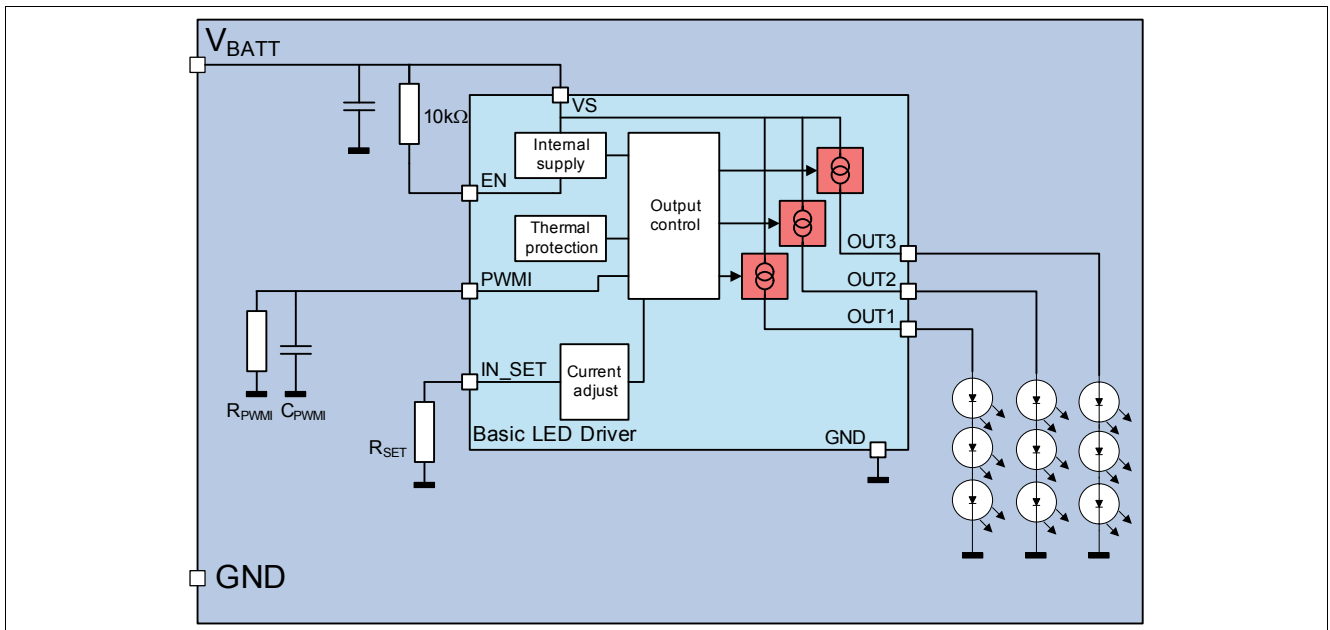 VBATT
10kΩ
VS
Internal
supply
EN
Output
control
Thermal
protection
OUT3
PWMI
OUT2
OUT1
IN_SET
Current
adjust
RPWMI CPWMI
RSET
Basic LED Driver
GND
GND